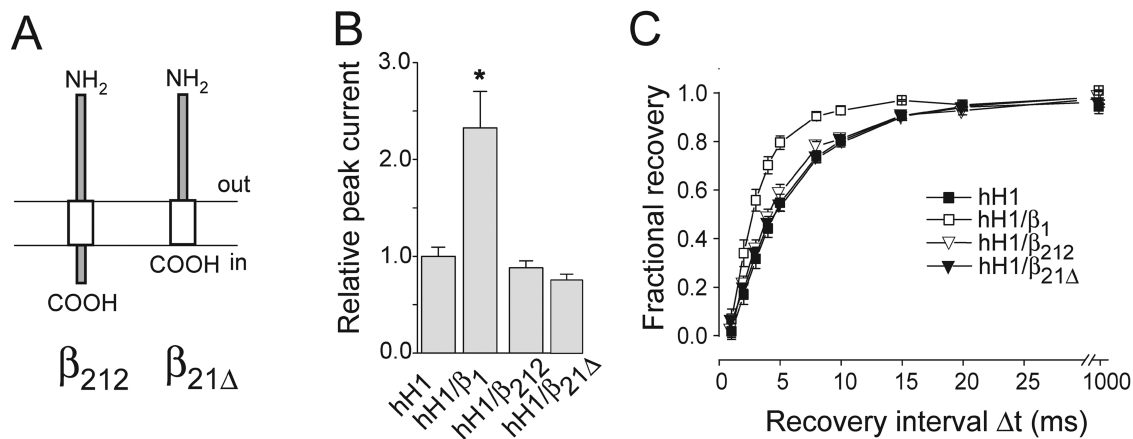 A
NH₂ NH₂
out
in
COOH
COOH
β₂₁₂ β₂₁Δ
B
Relative peak current
3.0
2.0
1.0
0.0
*
hH1
hH1/β₁
hH1/β₂₁₂
hH1/β₂₁Δ
C
Fractional recovery
1.0
0.8
0.6
0.4
0.2
0.0
hH1
hH1/β₁
hH1/β₂₁₂
hH1/β₂₁Δ
0 5 10 15 20 25 1000
Recovery interval Δt (ms)